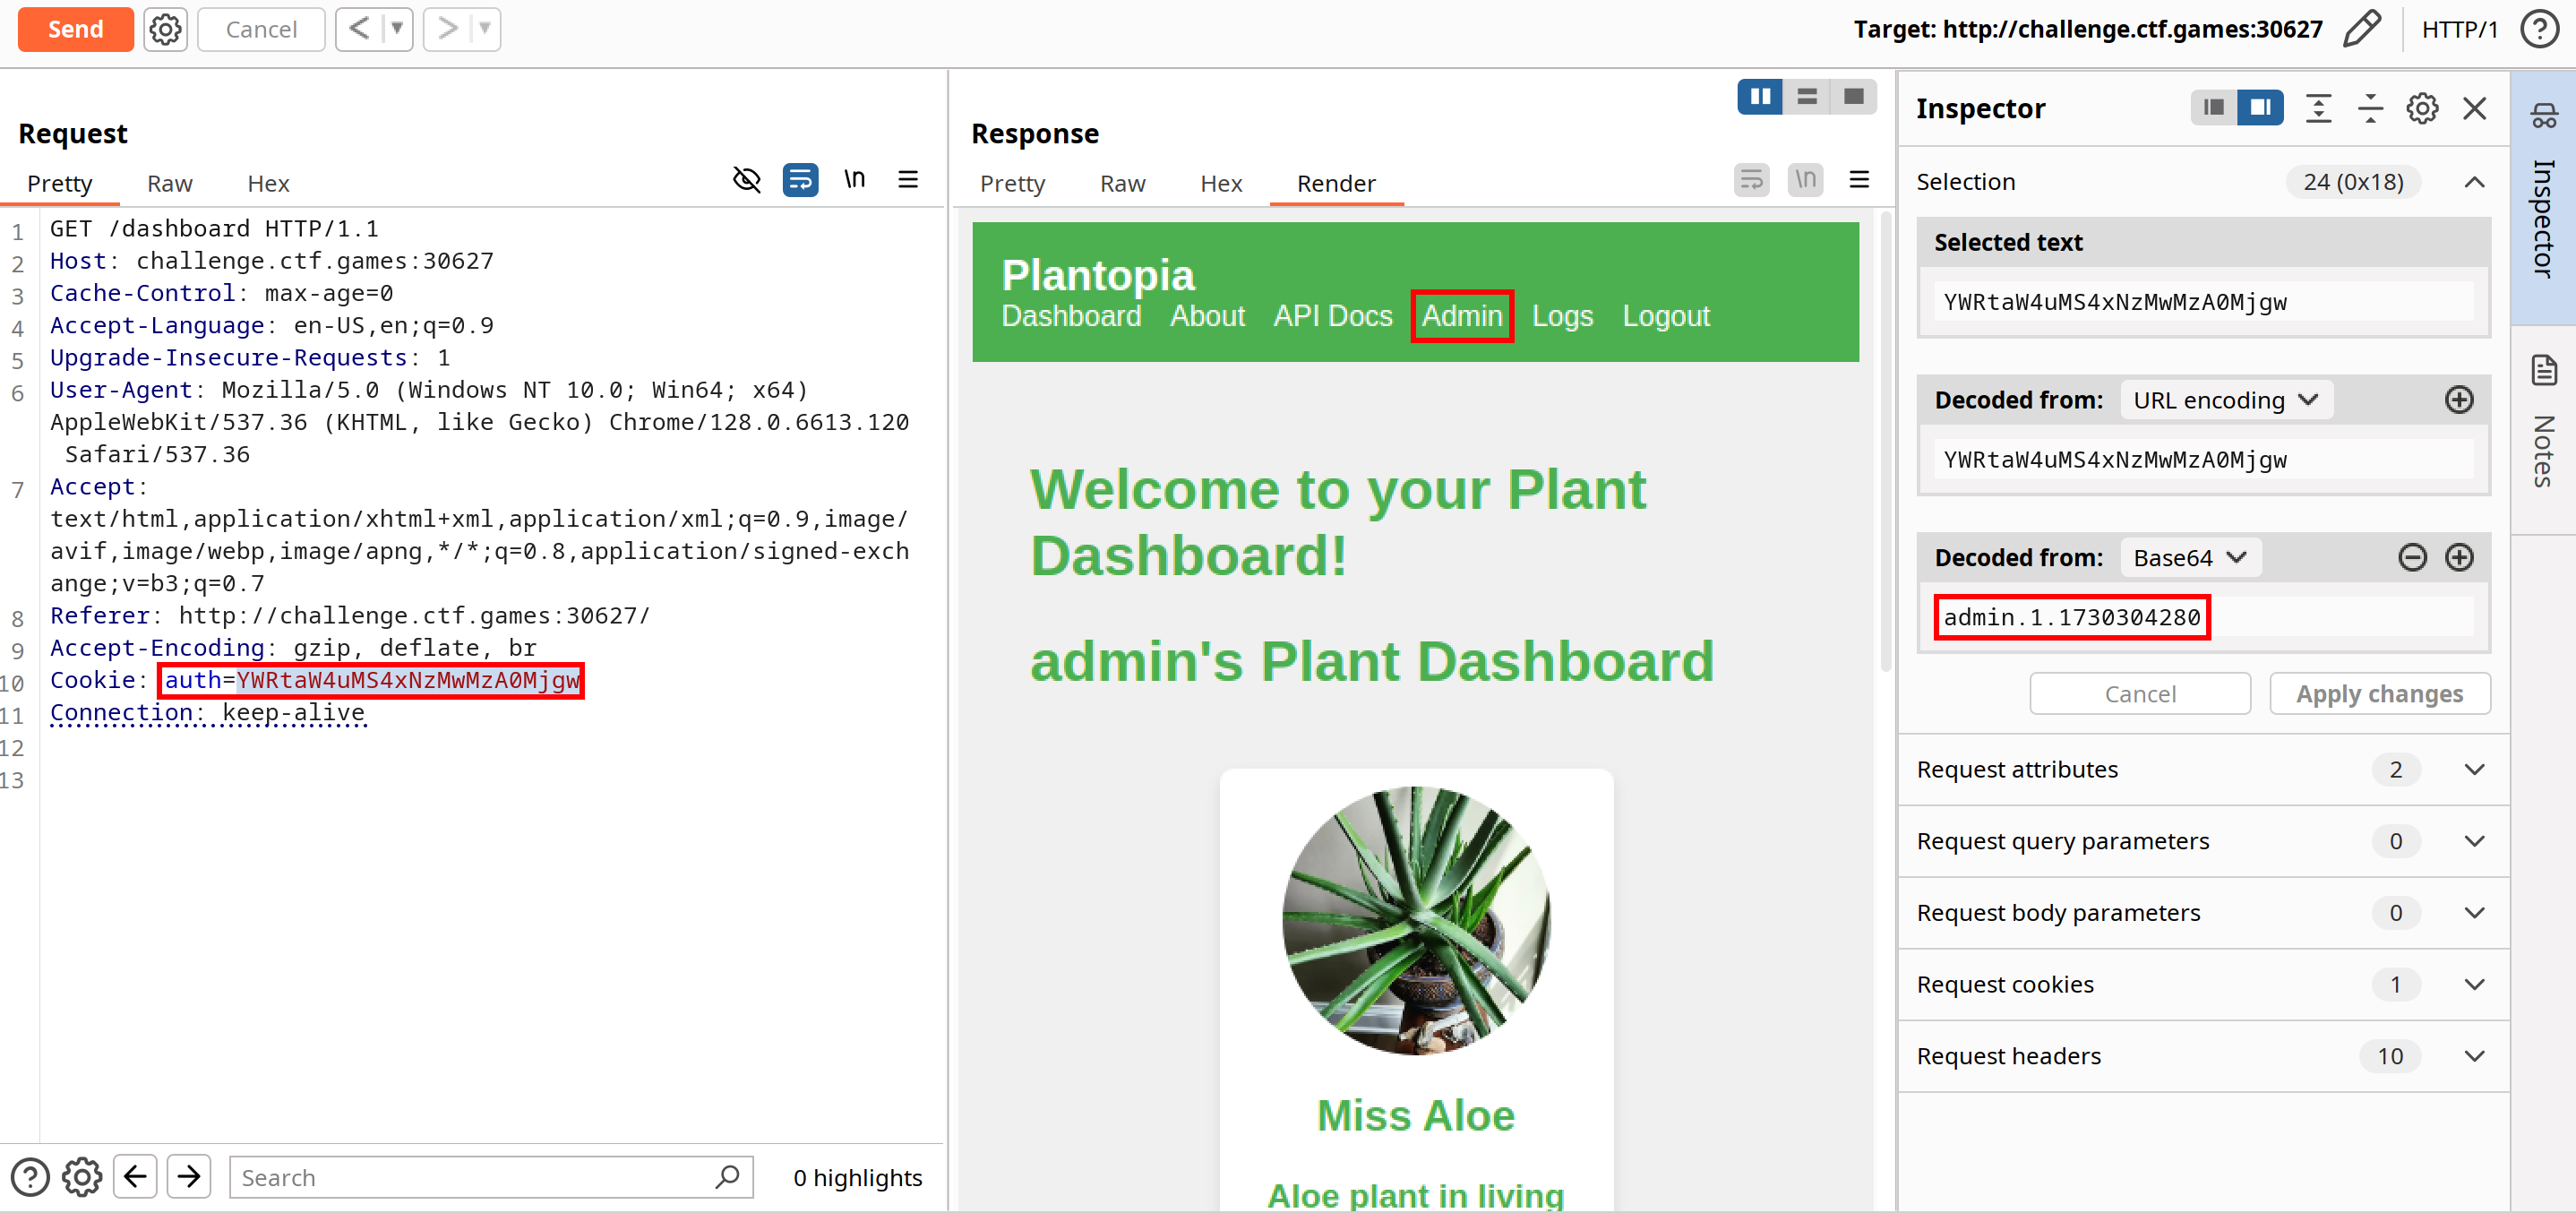 Send
Cancel
Target: http://challenge.ctf.games:30627
HTTP/1
Request
Pretty
Raw
Hex
\n
1 GET /dashboard HTTP/1.1
2 Host: challenge.ctf.games:30627
3 Cache-Control: max-age=0
4 Accept-Language: en-US,en;q=0.9
5 Upgrade-Insecure-Requests: 1
6 User-Agent: Mozilla/5.0 (Windows NT 10.0; Win64; x64)
AppleWebKit/537.36 (KHTML, like Gecko) Chrome/128.0.6613.120
Safari/537.36
7 Accept:
text/html,application/xhtml+xml,application/xml;q=0.9,image/
avif,image/webp,image/apng,*/*;q=0.8,application/signed-exch
ange;v=b3;q=0.7
8 Referer: http://challenge.ctf.games:30627/
9 Accept-Encoding: gzip, deflate, br
10 Cookie: auth=YWRtaW4uMS4xNzMwMzA0Mjgw
11 Connection: keep-alive
12
13
Search
0 highlights
Response
Pretty
Raw
Hex
Render
\n
Plantopia
Dashboard About API Docs Admin Logs Logout
Welcome to your Plant
Dashboard!
admin's Plant Dashboard
Miss Aloe
Aloe plant in living
Inspector
Selection 24 (0x18)
Selected text
YWRtaW4uMS4xNzMwMzA0Mjgw
Decoded from: URL encoding
YWRtaW4uMS4xNzMwMzA0Mjgw
Decoded from: Base64
admin.1.1730304280
Cancel
Apply changes
Request attributes 2
Request query parameters 0
Request body parameters 0
Request cookies 1
Request headers 10
Inspector
Notes